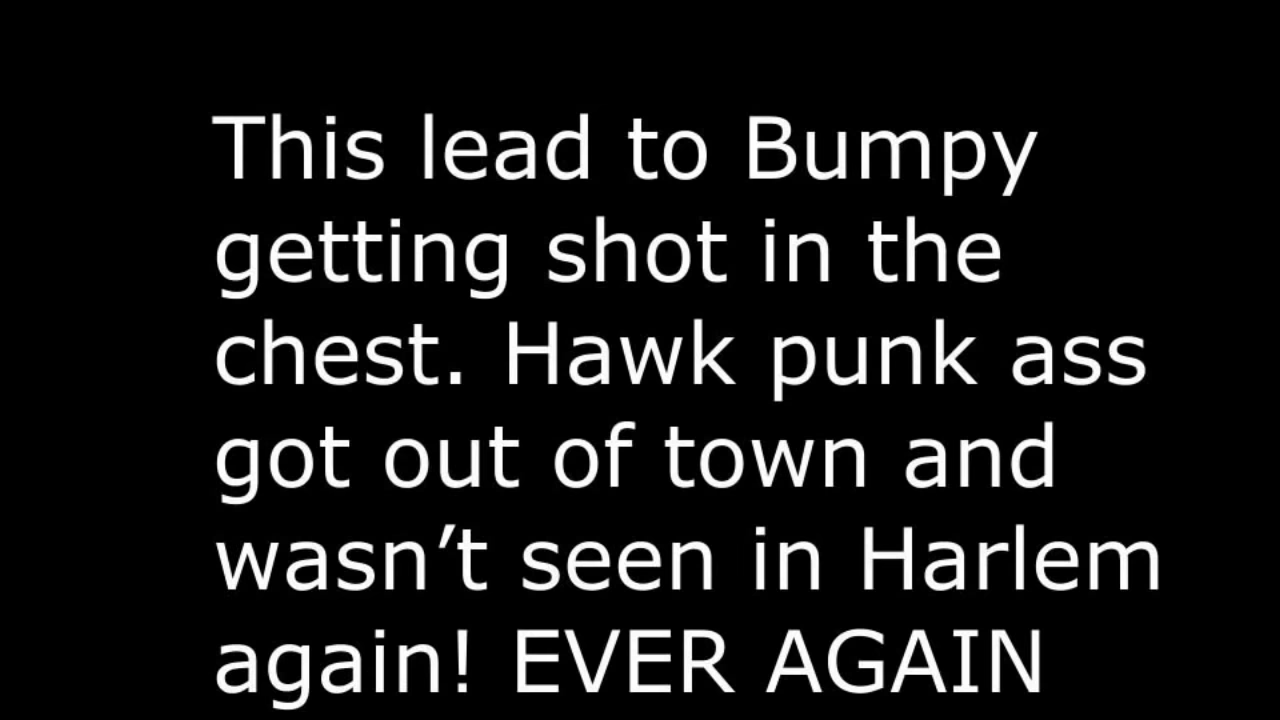 This lead to Bumpy
getting shot in the
chest. Hawk punk ass
got out of town and
wasn’t seen in Harlem
again! EVER AGAIN